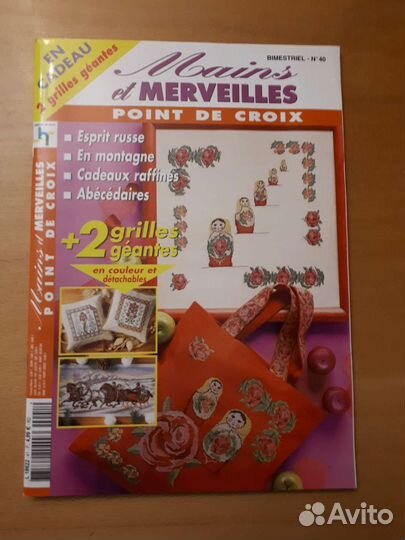 EN
CADEAU
2 grilles géantes
Mains
et MERVEILLES
BIMESTRIEL - N°40
POINT DE CROIX
Esprit russe
En montagne
Cadeaux raffinés
Abécédaires
+2 grilles
géantes
en couleur et
détachables
Mains et MERVEILLES
POINT DE CROIX
Avito